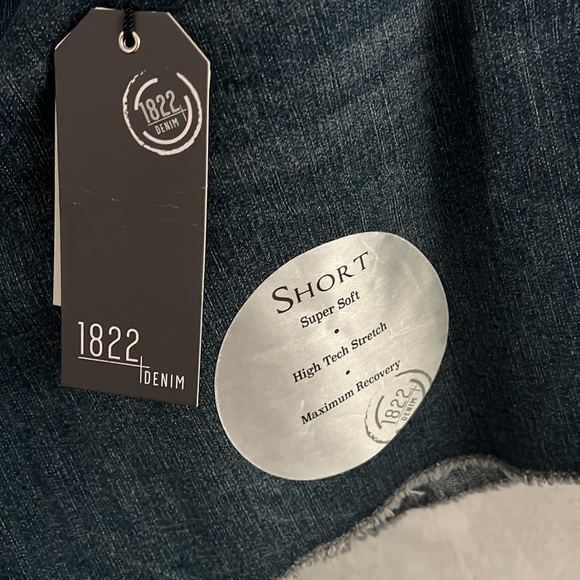 1822
DENIM
1822
DENIM
SHORT
Super Soft
•
High Tech Stretch
•
Maximum Recovery
1822
DENIM